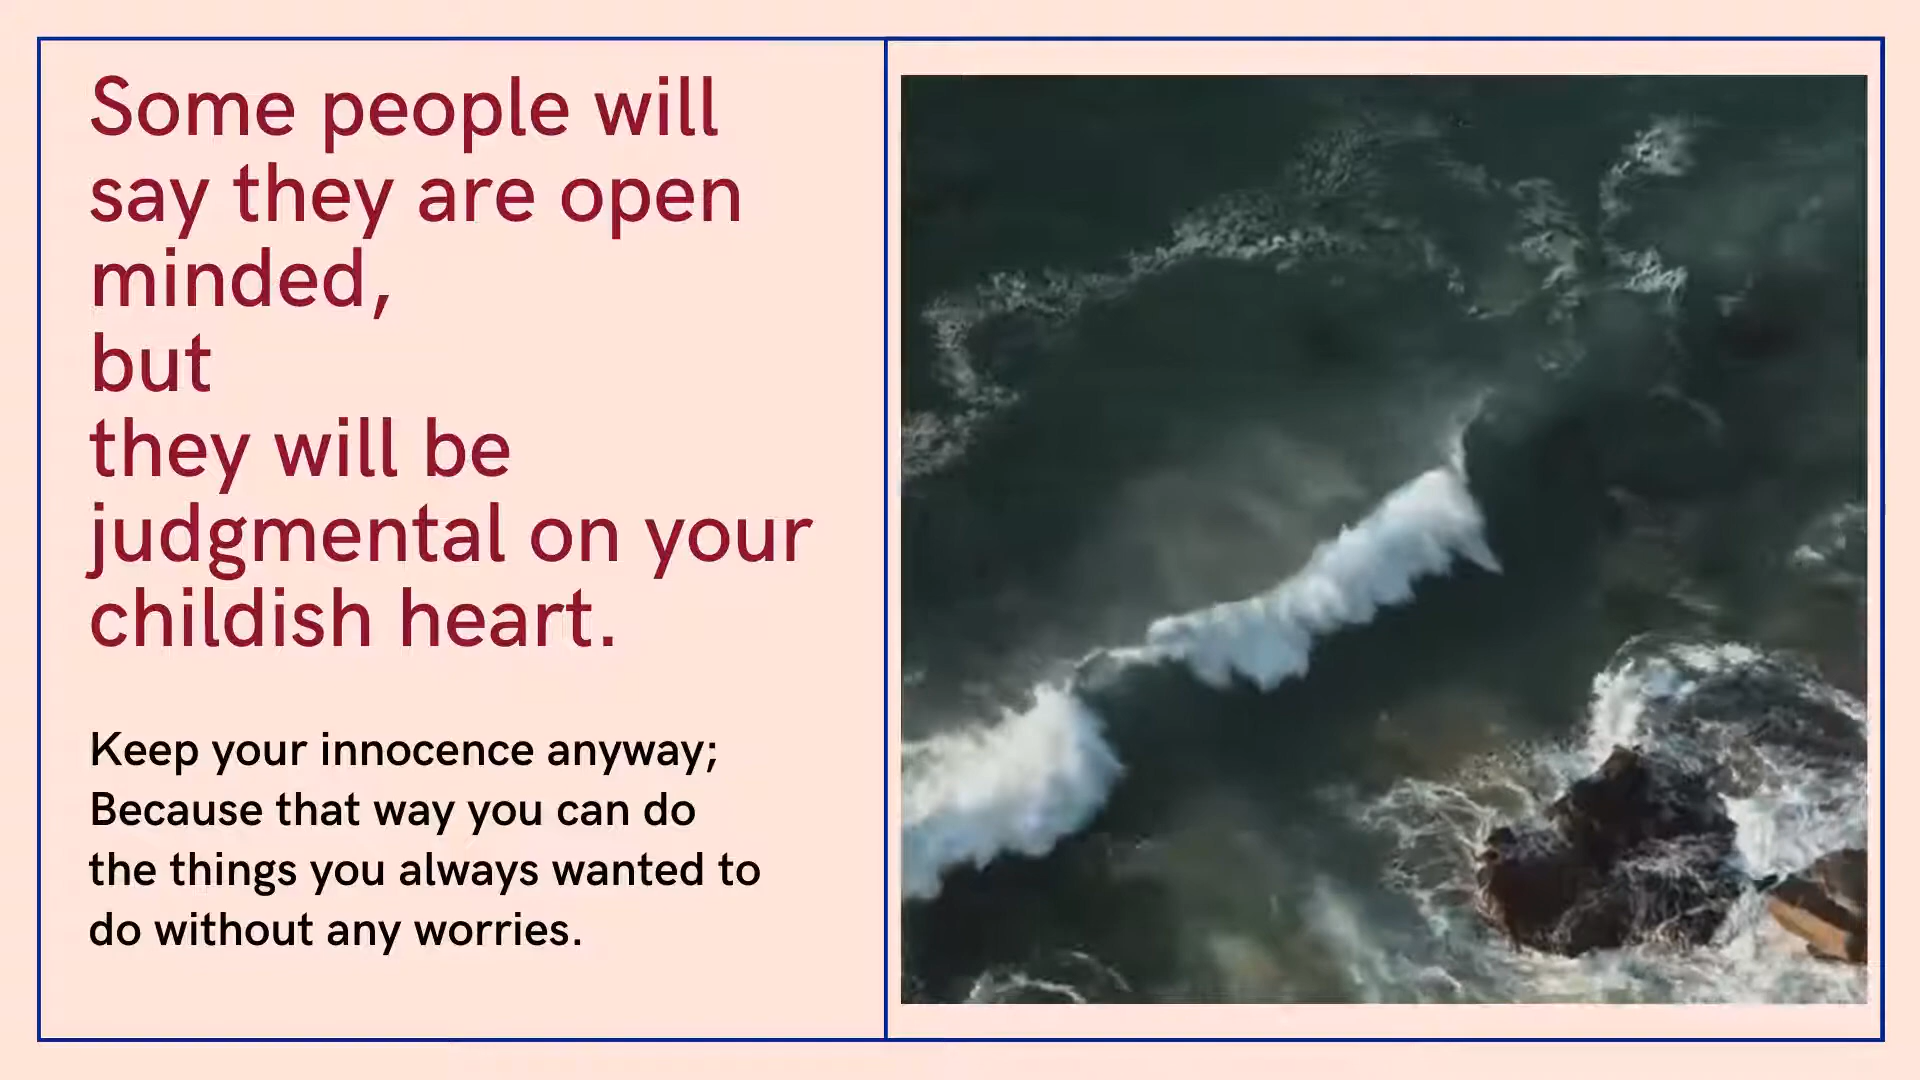 Some people will
say they are open
minded,
but
they will be
judgmental on your
childish heart.
Keep your innocence anyway;
Because that way you can do
the things you always wanted to
do without any worries.